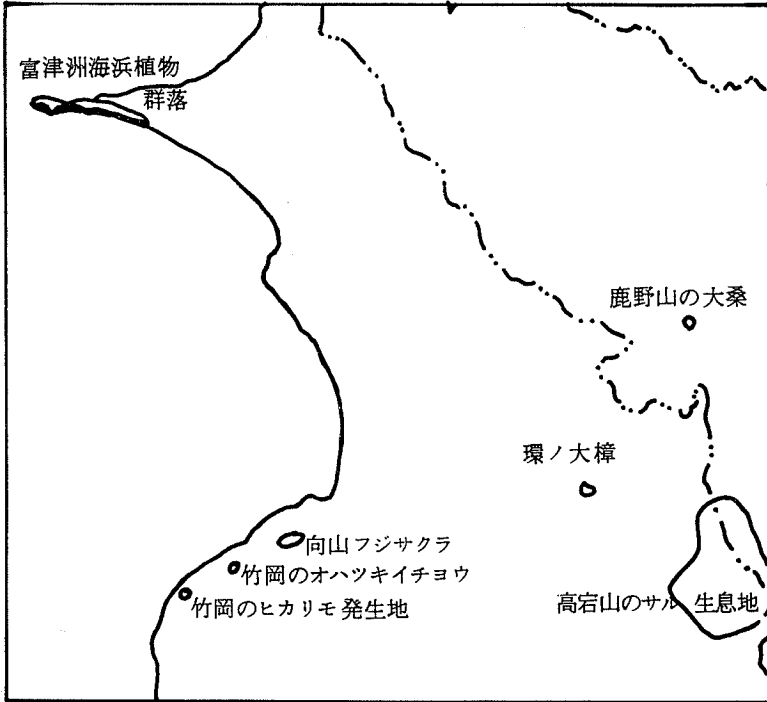 富津洲海浜植物
群落
鹿野山の大桑
環ノ大樟
向山フジサクラ
竹岡のオハツキイチョウ
竹岡のヒカリモ発生地
高宕山のサル生息地